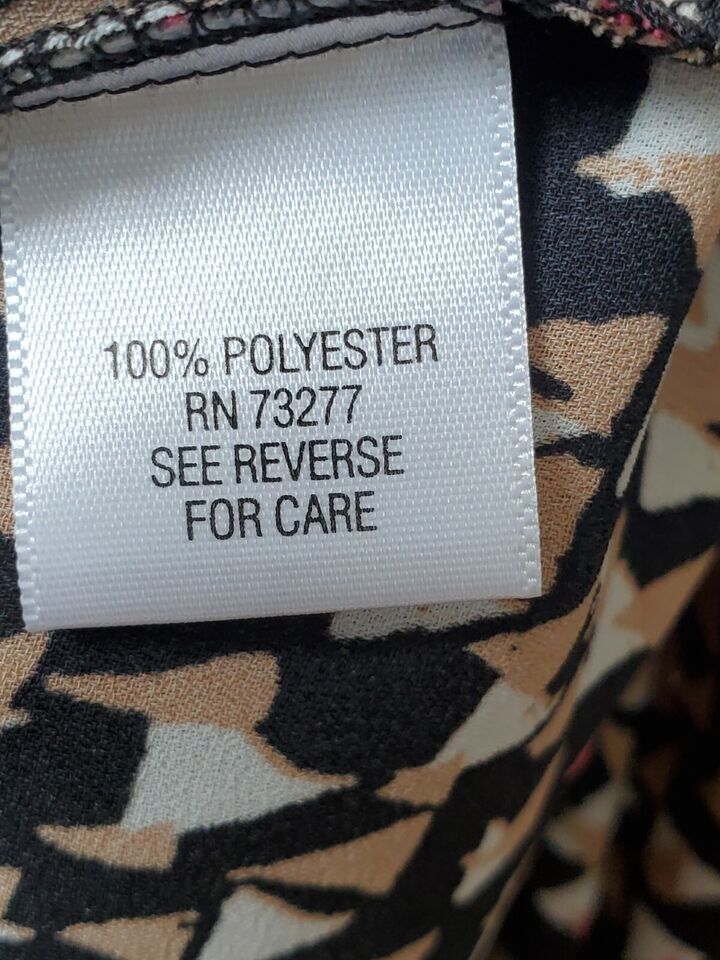 100% POLYESTER
RN 73277
SEE REVERSE
FOR CARE